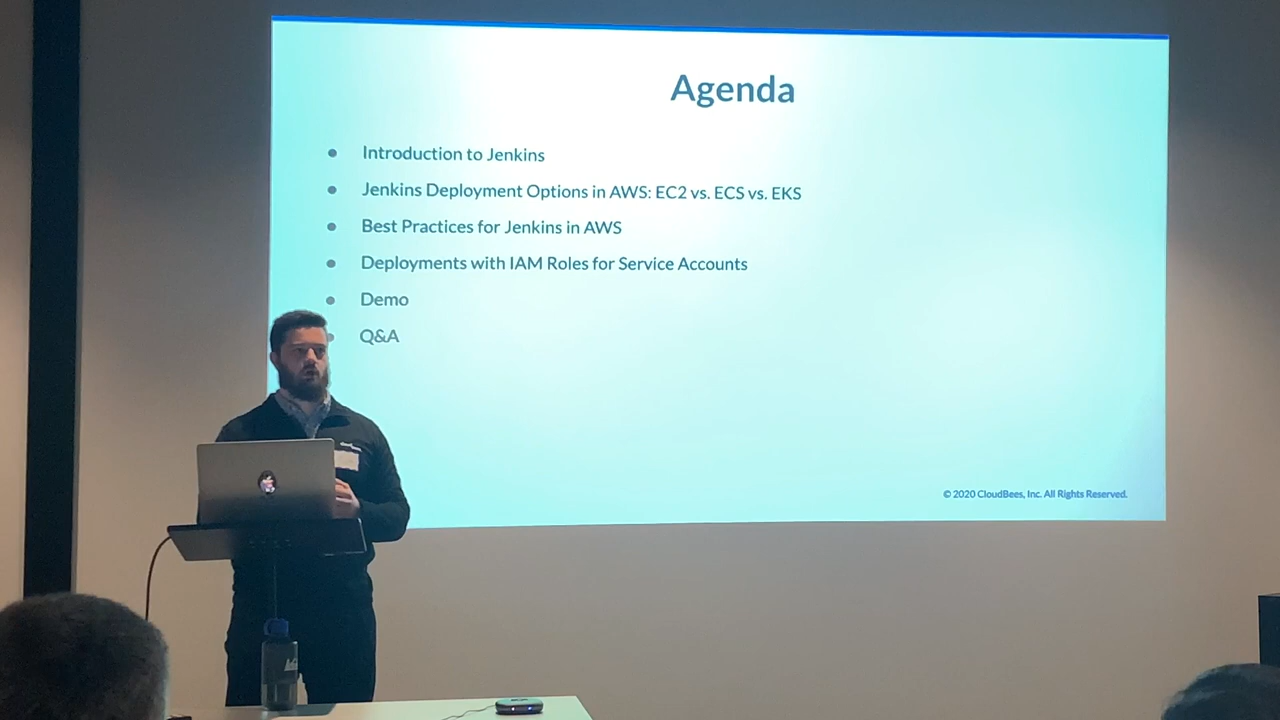 Agenda
● Introduction to Jenkins
● Jenkins Deployment Options in AWS: EC2 vs. ECS vs. EKS
● Best Practices for Jenkins in AWS
● Deployments with IAM Roles for Service Accounts
● Demo
● Q&A
© 2020 CloudBees, Inc. All Rights Reserved.